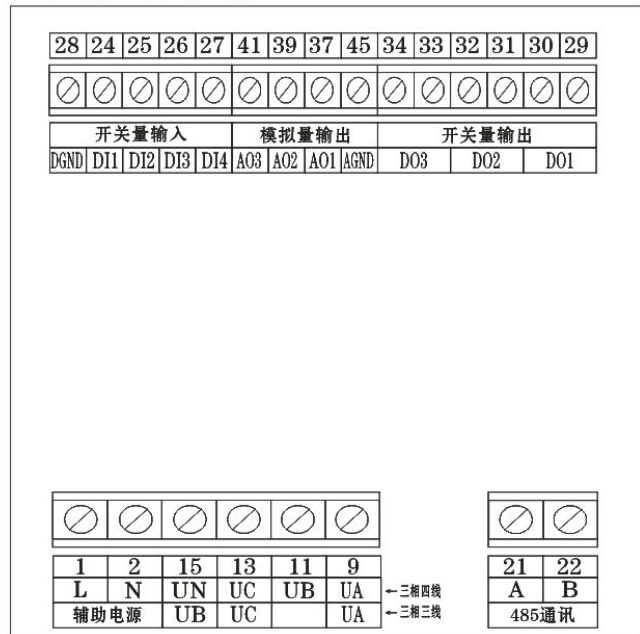 28 24 25 26 27 41 39 37 45 34 33 32 31 30 29
开关量输入 模拟量输出 开关量输出
DGND DI1 DI2 DI3 DI4 AO3 AO2 AO1 AGND DO3 DO2 DO1
1 2 15 13 11 9 21 22
L N UN UC UB UA ←三相四线 A B
辅助电源 UB UC UA ←三相三线 485通讯